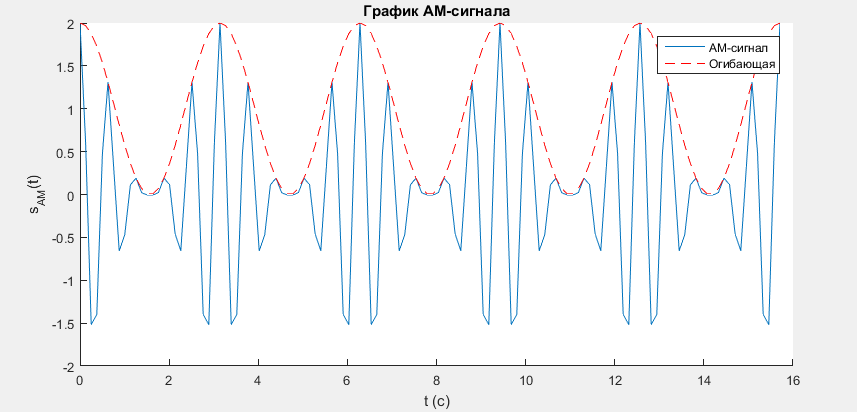 График АМ-сигнала
АМ-сигнал
Огибающая
2
1.5
1
0.5
0
-0.5
-1
-1.5
-2
s_AM(t)
0 2 4 6 8 10 12 14 16
t (c)